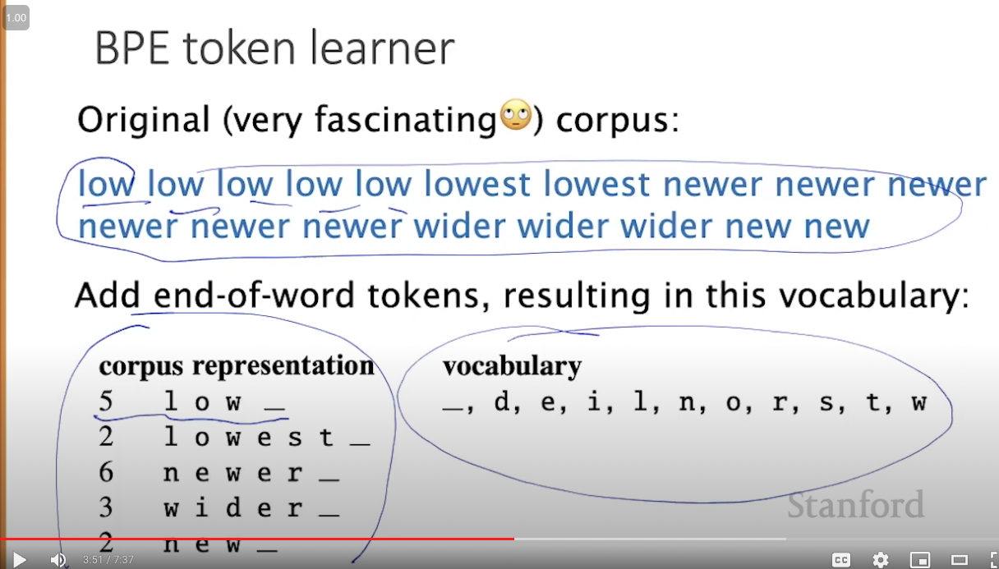 1.00
BPE token learner
Original (very fascinating🙄) corpus:
low low low low low lowest lowest newer newer newer
newer newer newer wider wider wider new new
Add end-of-word tokens, resulting in this vocabulary:
corpus representation
5 l o w _
2 l o w e s t _
6 n e w e r _
3 w i d e r _
2 n e w _
vocabulary
_, d, e, i, l, n, o, r, s, t, w
Stanford
3:51 / 7:37
CC